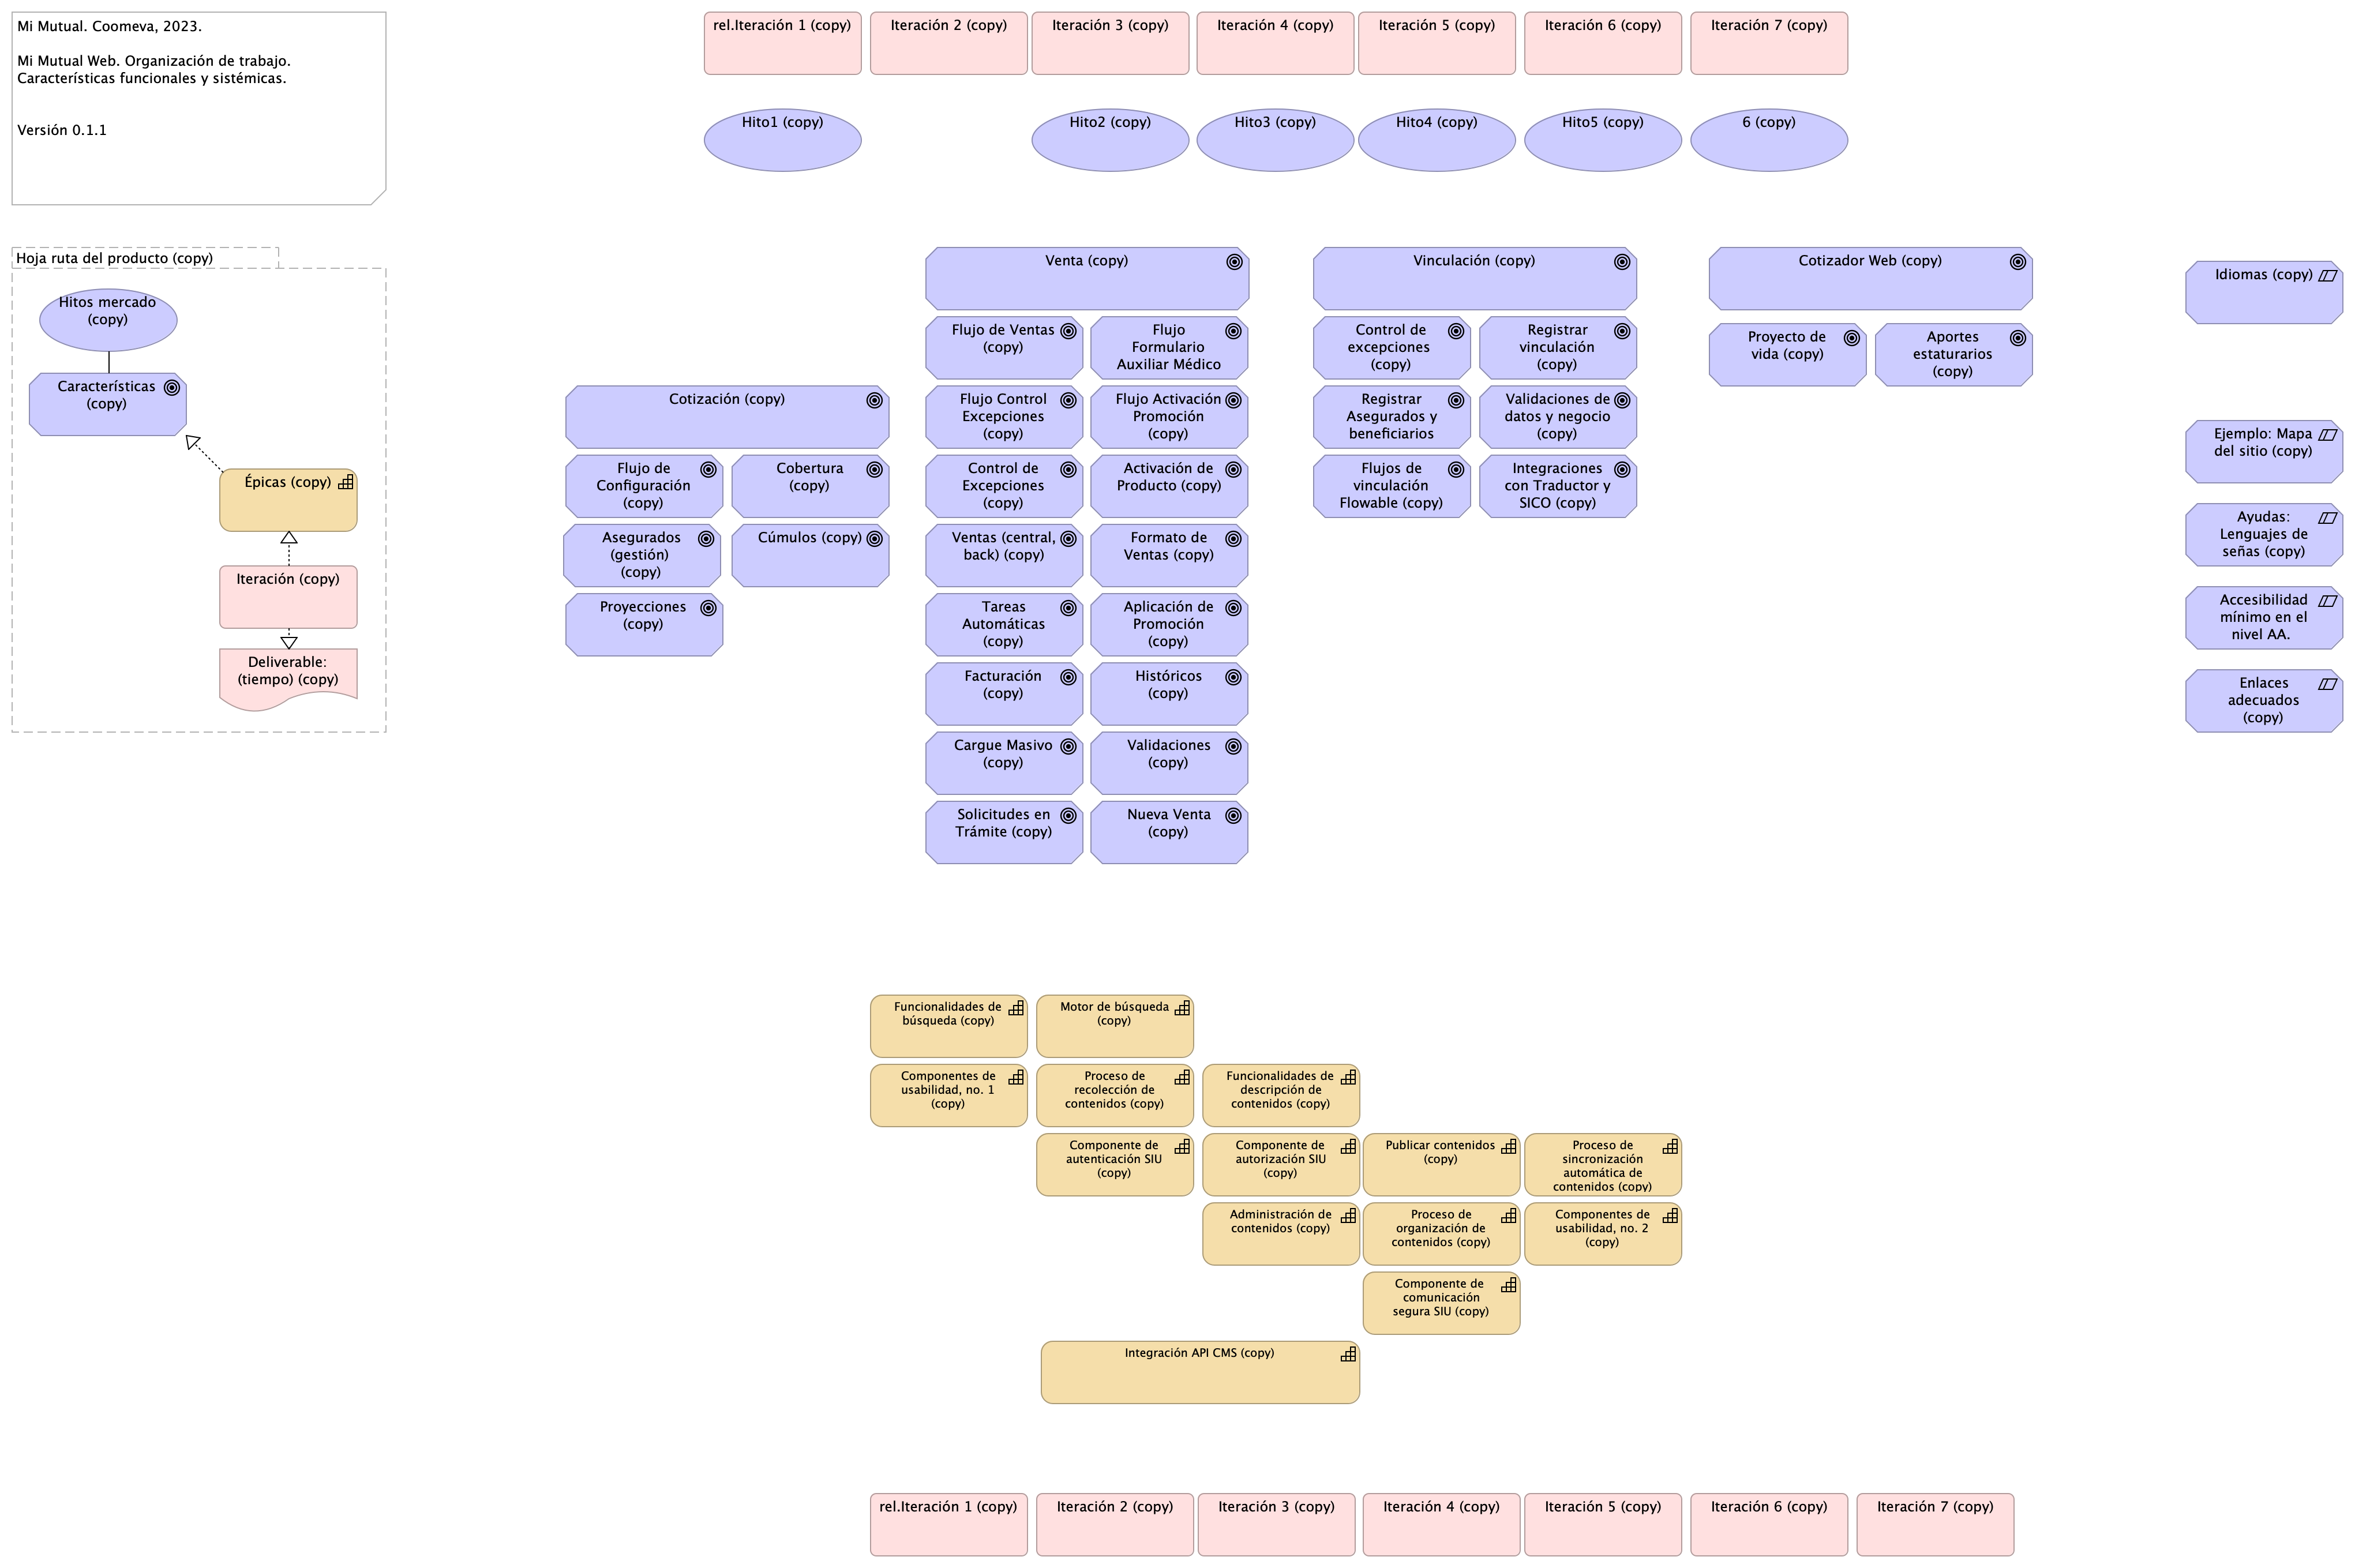 Mi Mutual. Coomeva, 2023.
Mi Mutual Web. Organización de trabajo.
Características funcionales y sistémicas.
Versión 0.1.1
rel.Iteración 1 (copy)
Iteración 2 (copy)
Iteración 3 (copy)
Iteración 4 (copy)
Iteración 5 (copy)
Iteración 6 (copy)
Iteración 7 (copy)
Hito1 (copy)
Hito2 (copy)
Hito3 (copy)
Hito4 (copy)
Hito5 (copy)
6 (copy)
Hoja ruta del producto (copy)
Hitos mercado
(copy)
Características
(copy)
Épicas (copy)
Iteración (copy)
Deliverable:
(tiempo) (copy)
Cotización (copy)
Flujo de
Configuración
(copy)
Cobertura
(copy)
Asegurados
(gestión)
(copy)
Cúmulos (copy)
Proyecciones
(copy)
Venta (copy)
Flujo de Ventas
(copy)
Flujo
Formulario
Auxiliar Médico
Flujo Control
Excepciones
(copy)
Flujo Activación
Promoción
(copy)
Control de
Excepciones
(copy)
Activación de
Producto (copy)
Ventas (central,
back) (copy)
Formato de
Ventas (copy)
Tareas
Automáticas
(copy)
Aplicación de
Promoción
(copy)
Facturación
(copy)
Históricos
(copy)
Cargue Masivo
(copy)
Validaciones
(copy)
Solicitudes en
Trámite (copy)
Nueva Venta
(copy)
Vinculación (copy)
Control de
excepciones
(copy)
Registrar
vinculación
(copy)
Registrar
Asegurados y
beneficiarios
Validaciones de
datos y negocio
(copy)
Flujos de
vinculación
Flowable (copy)
Integraciones
con Traductor y
SICO (copy)
Cotizador Web (copy)
Proyecto de
vida (copy)
Aportes
estaturarios
(copy)
Idiomas (copy)
Ejemplo: Mapa
del sitio (copy)
Ayudas:
Lenguajes de
señas (copy)
Accesibilidad
mínimo en el
nivel AA.
Enlaces
adecuados
(copy)
Funcionalidades de
búsqueda (copy)
Motor de búsqueda
(copy)
Componentes de
usabilidad, no. 1
(copy)
Proceso de
recolección de
contenidos (copy)
Funcionalidades de
descripción de
contenidos (copy)
Componente de
autenticación SIU
(copy)
Componente de
autorización SIU
(copy)
Publicar contenidos
(copy)
Proceso de
sincronización
automática de
contenidos (copy)
Administración de
contenidos (copy)
Proceso de
organización de
contenidos (copy)
Componentes de
usabilidad, no. 2
(copy)
Componente de
comunicación
segura SIU (copy)
Integración API CMS (copy)
rel.Iteración 1 (copy)
Iteración 2 (copy)
Iteración 3 (copy)
Iteración 4 (copy)
Iteración 5 (copy)
Iteración 6 (copy)
Iteración 7 (copy)